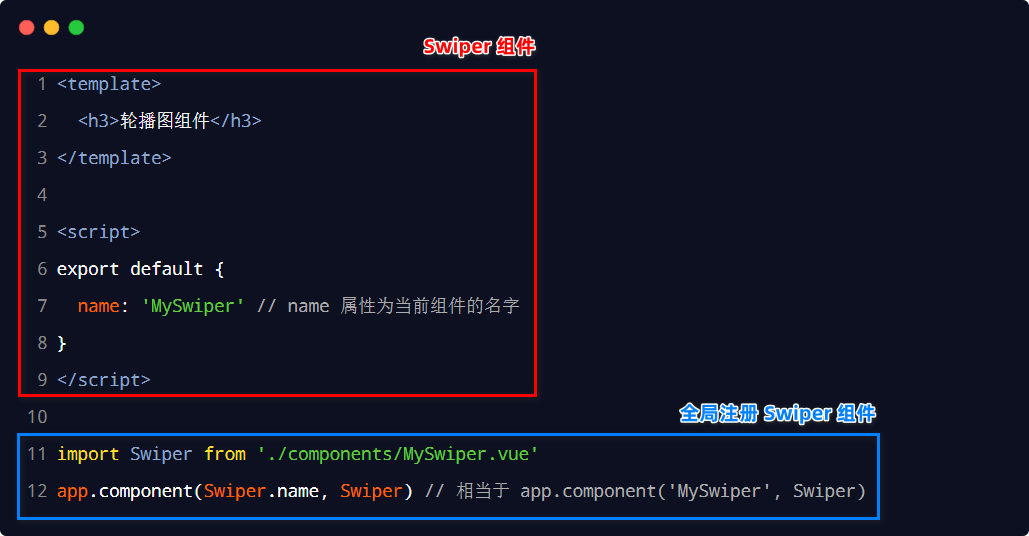 Swiper 组件
1 <template>
2   <h3>轮播图组件</h3>
3 </template>
4
5 <script>
6 export default {
7   name: 'MySwiper' // name 属性为当前组件的名字
8 }
9 </script>
10
全局注册 Swiper 组件
11 import Swiper from './components/MySwiper.vue'
12 app.component(Swiper.name, Swiper) // 相当于 app.component('MySwiper', Swiper)